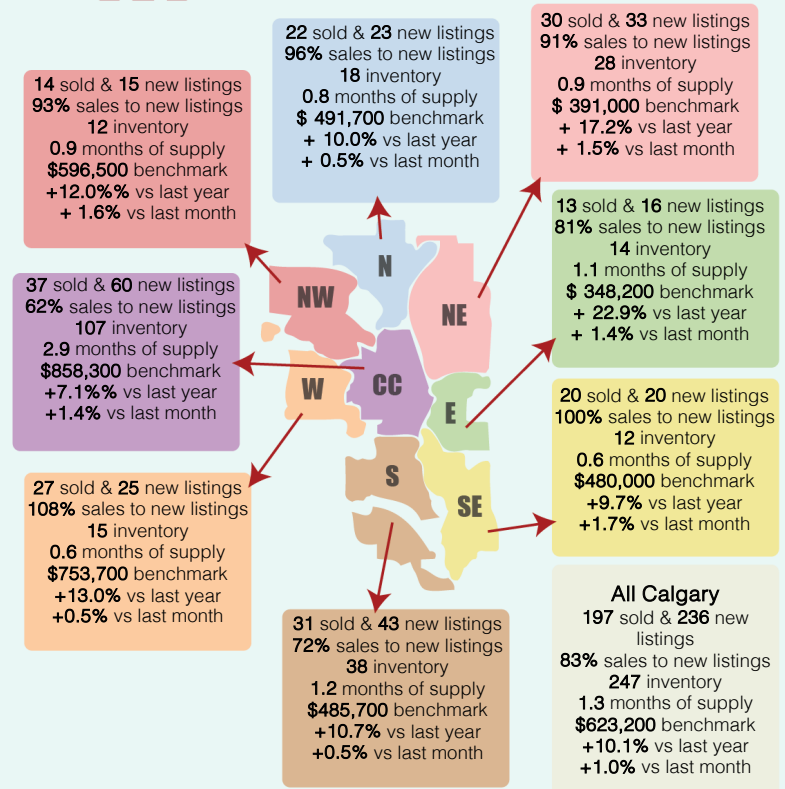 22 sold & 23 new listings
96% sales to new listings
18 inventory
0.8 months of supply
$ 491,700 benchmark
+ 10.0% vs last year
+ 0.5% vs last month
30 sold & 33 new listings
91% sales to new listings
28 inventory
0.9 months of supply
$ 391,000 benchmark
+ 17.2% vs last year
+ 1.5% vs last month
14 sold & 15 new listings
93% sales to new listings
12 inventory
0.9 months of supply
$596,500 benchmark
+12.0%% vs last year
+ 1.6% vs last month
13 sold & 16 new listings
81% sales to new listings
14 inventory
1.1 months of supply
$ 348,200 benchmark
+ 22.9% vs last year
+ 1.4% vs last month
N
NW
NE
37 sold & 60 new listings
62% sales to new listings
107 inventory
2.9 months of supply
$858,300 benchmark
+7.1%% vs last year
+1.4% vs last month
W
CC
E
20 sold & 20 new listings
100% sales to new listings
12 inventory
0.6 months of supply
$480,000 benchmark
+9.7% vs last year
+1.7% vs last month
S
SE
27 sold & 25 new listings
108% sales to new listings
15 inventory
0.6 months of supply
$753,700 benchmark
+13.0% vs last year
+0.5% vs last month
31 sold & 43 new listings
72% sales to new listings
38 inventory
1.2 months of supply
$485,700 benchmark
+10.7% vs last year
+0.5% vs last month
All Calgary
197 sold & 236 new
listings
83% sales to new listings
247 inventory
1.3 months of supply
$623,200 benchmark
+10.1% vs last year
+1.0% vs last month